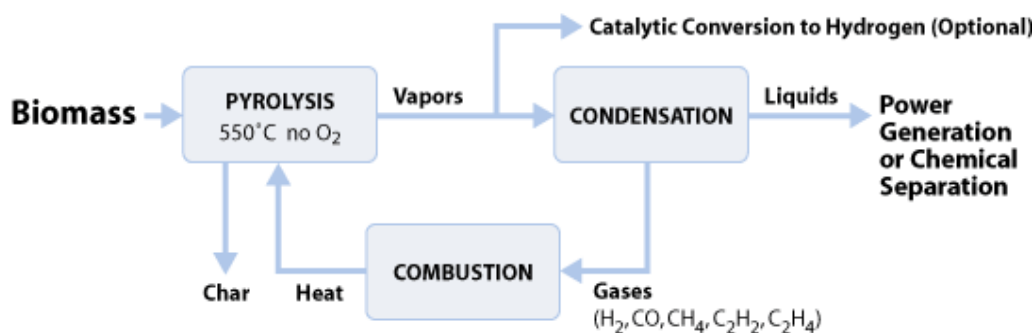 Catalytic Conversion to Hydrogen (Optional)
Biomass
PYROLYSIS
550°C no O₂
Vapors
CONDENSATION
Liquids
Power
Generation
or Chemical
Separation
Char
Heat
COMBUSTION
Gases
(H₂,CO,CH₄,C₂H₂,C₂H₄)